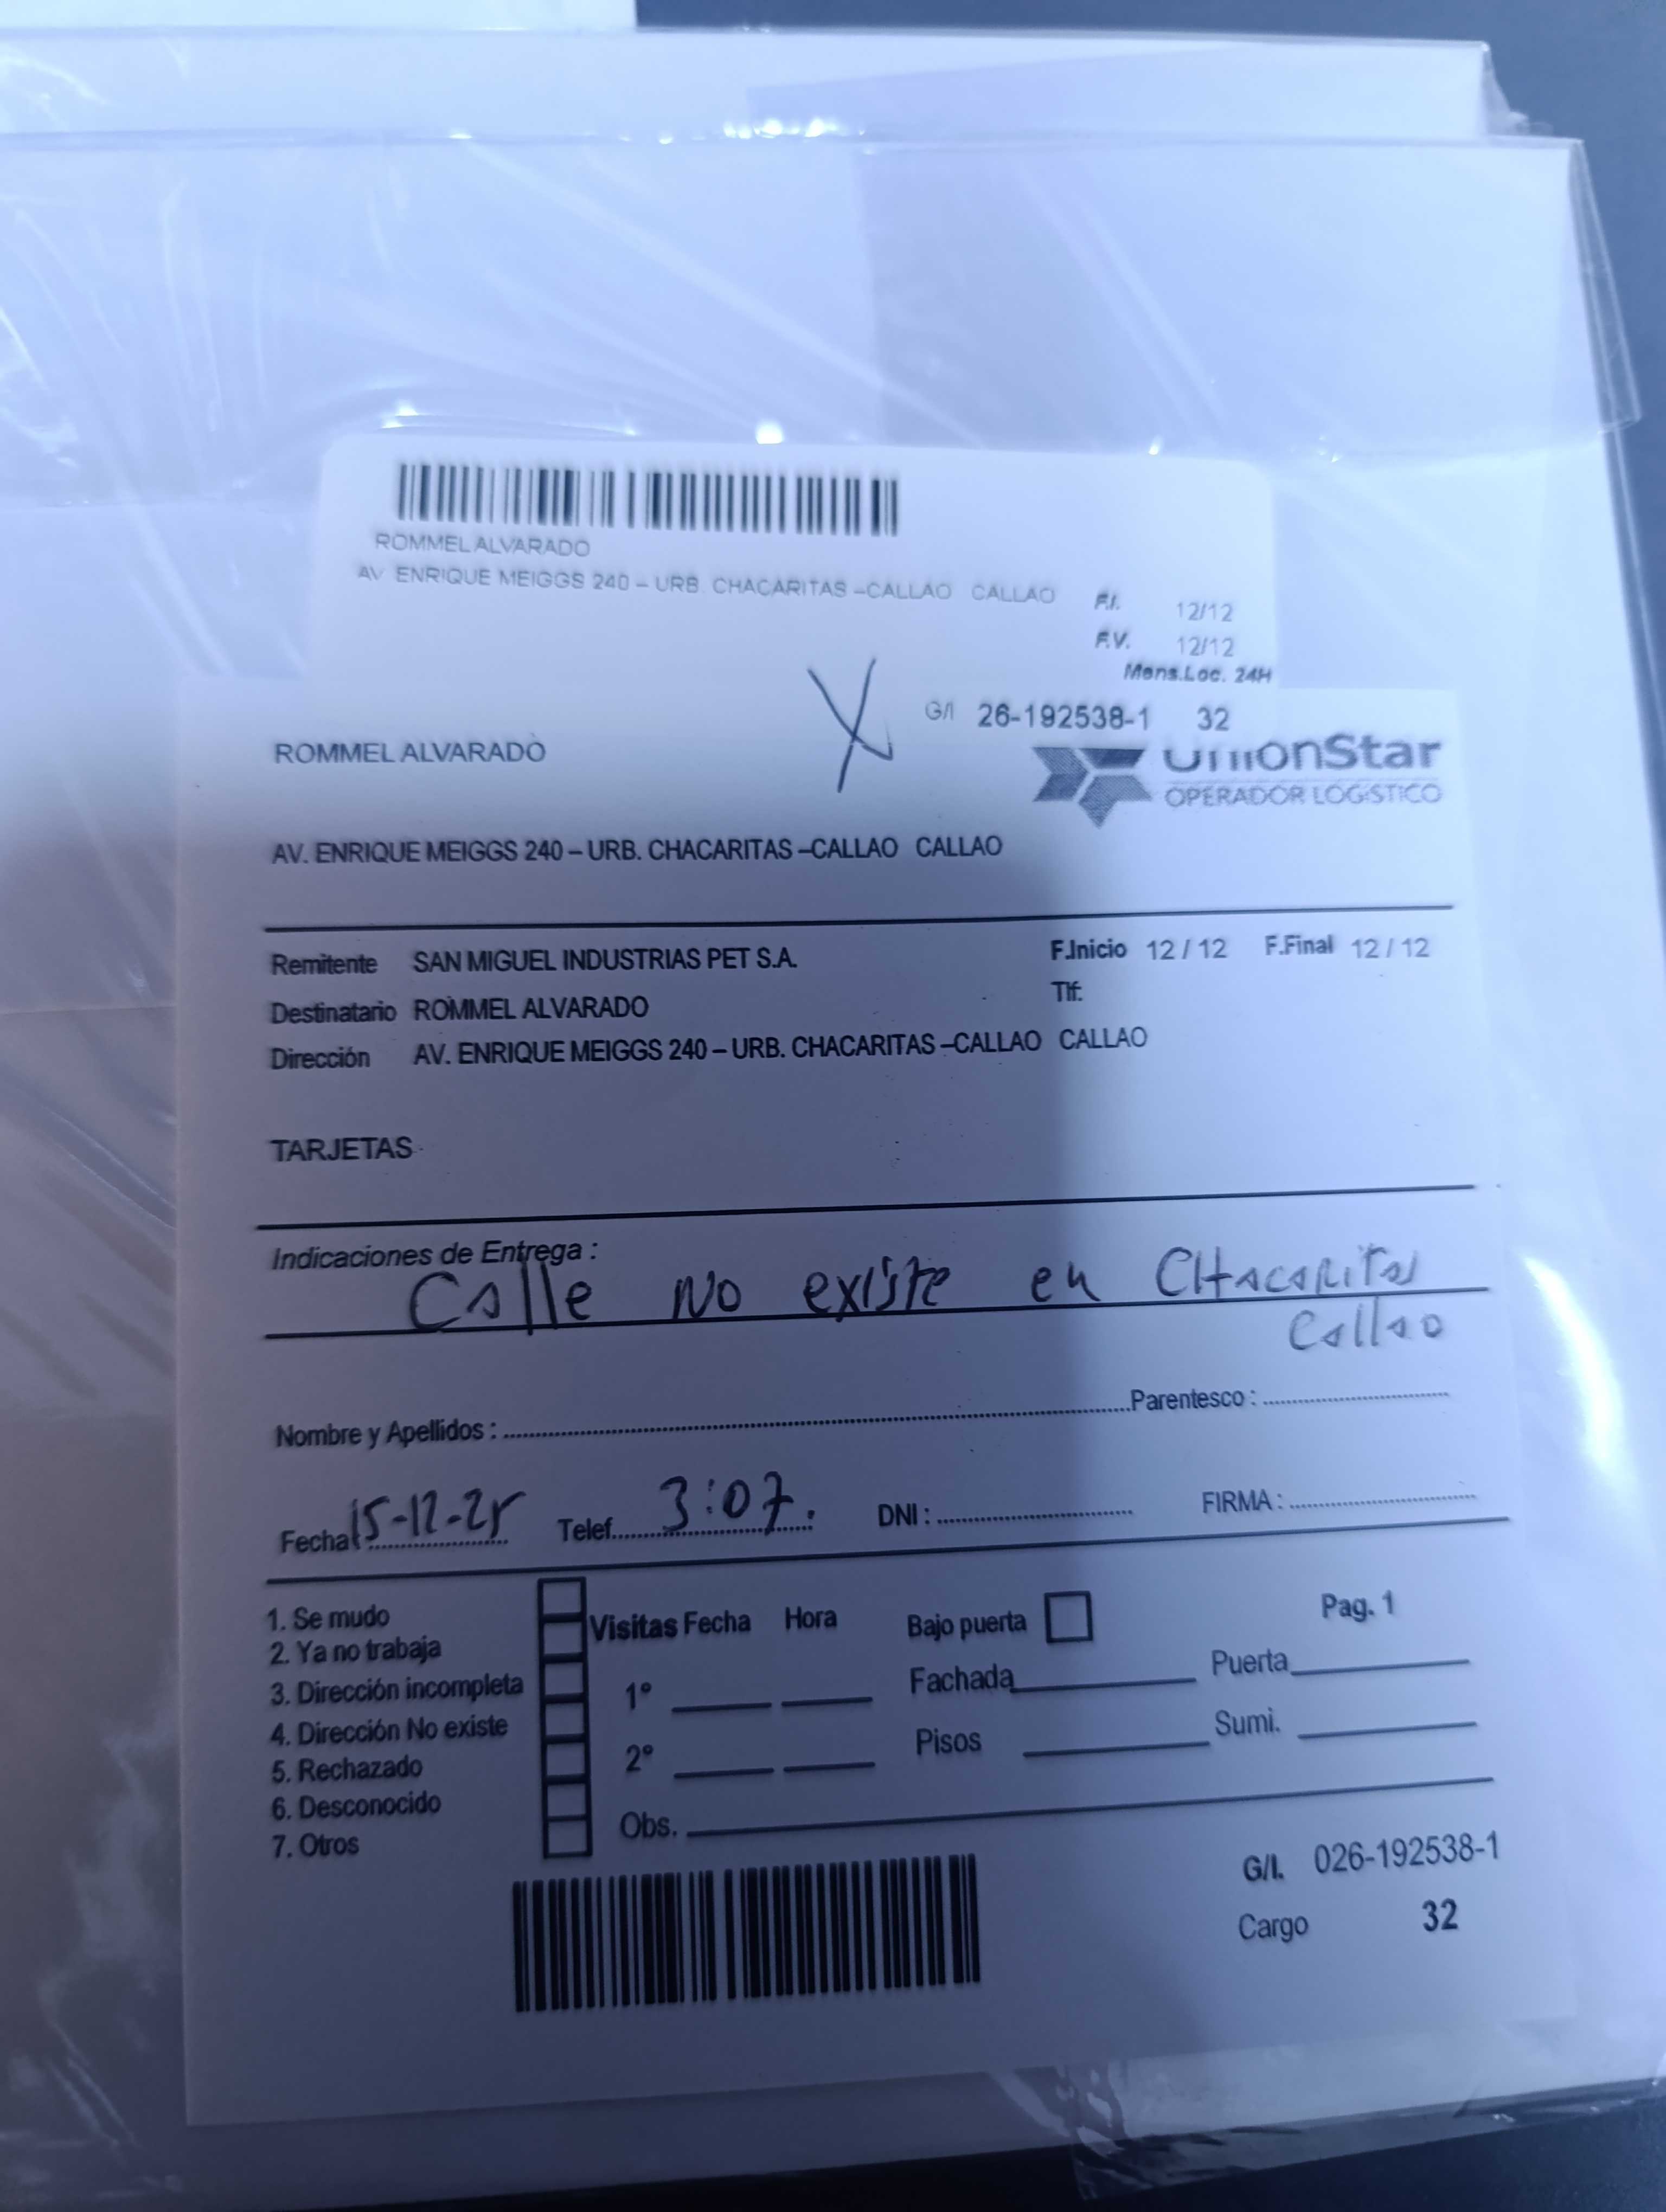 ROMMEL ALVARADO
AV ENRIQUE MEIGGS 240 – URB. CHACARITAS –CALLAO CALLAO
F.I. 12/12
F.V. 12/12
Mens.Loc. 24H
G/I 26-192538-1 32
X
ROMMEL ALVARADO
UnionStar
OPERADOR LOGISTICO
AV. ENRIQUE MEIGGS 240 – URB. CHACARITAS –CALLAO CALLAO
Remitente SAN MIGUEL INDUSTRIAS PET S.A. F.Inicio 12 / 12 F.Final 12 / 12
Destinatario ROMMEL ALVARADO Tlf:
Dirección AV. ENRIQUE MEIGGS 240 – URB. CHACARITAS –CALLAO CALLAO
TARJETAS
Indicaciones de Entrega :
Calle No existe en CHacaritas
Callao
Nombre y Apellidos : Parentesco :
Fecha 15-12-25 Telef. 3:07. DNI : FIRMA :
1. Se mudo
2. Ya no trabaja
3. Dirección incompleta
4. Dirección No existe
5. Rechazado
6. Desconocido
7. Otros
Visitas Fecha Hora
1°
2°
Obs.
Bajo puerta
Fachada
Pisos
Pag. 1
Puerta
Sumi.
G/I. 026-192538-1
Cargo 32